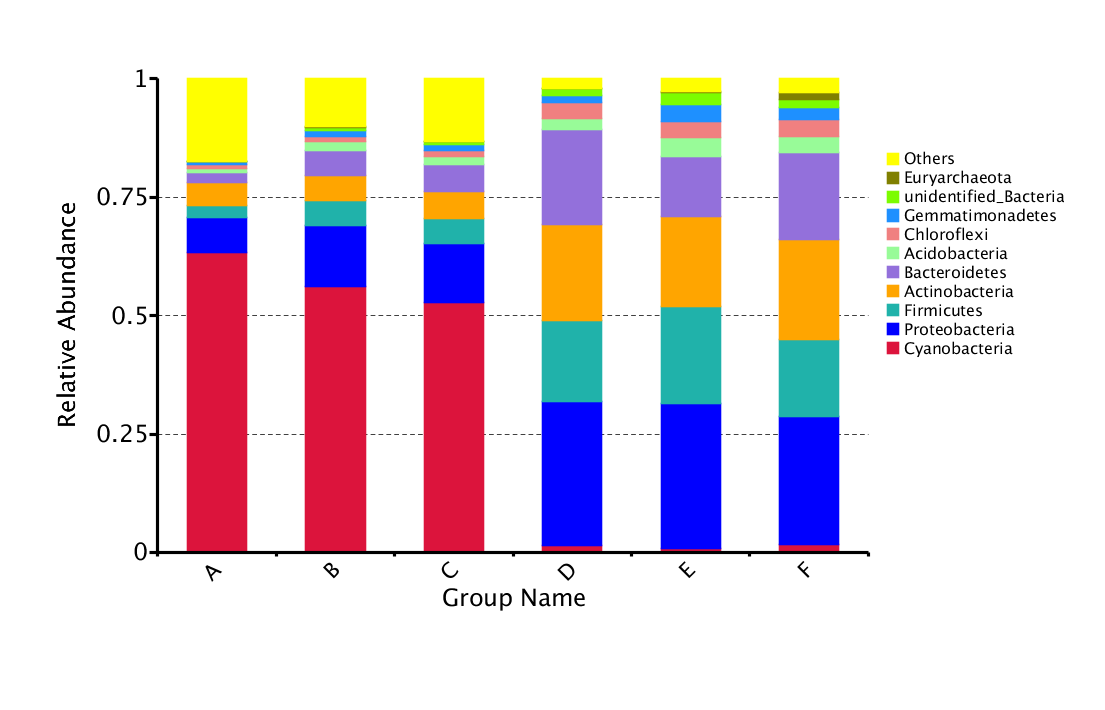 1
0.75
0.5
0.25
0
Relative Abundance
A
B
C
D
E
F
Group Name
Others
Euryarchaeota
unidentified_Bacteria
Gemmatimonadetes
Chloroflexi
Acidobacteria
Bacteroidetes
Actinobacteria
Firmicutes
Proteobacteria
Cyanobacteria